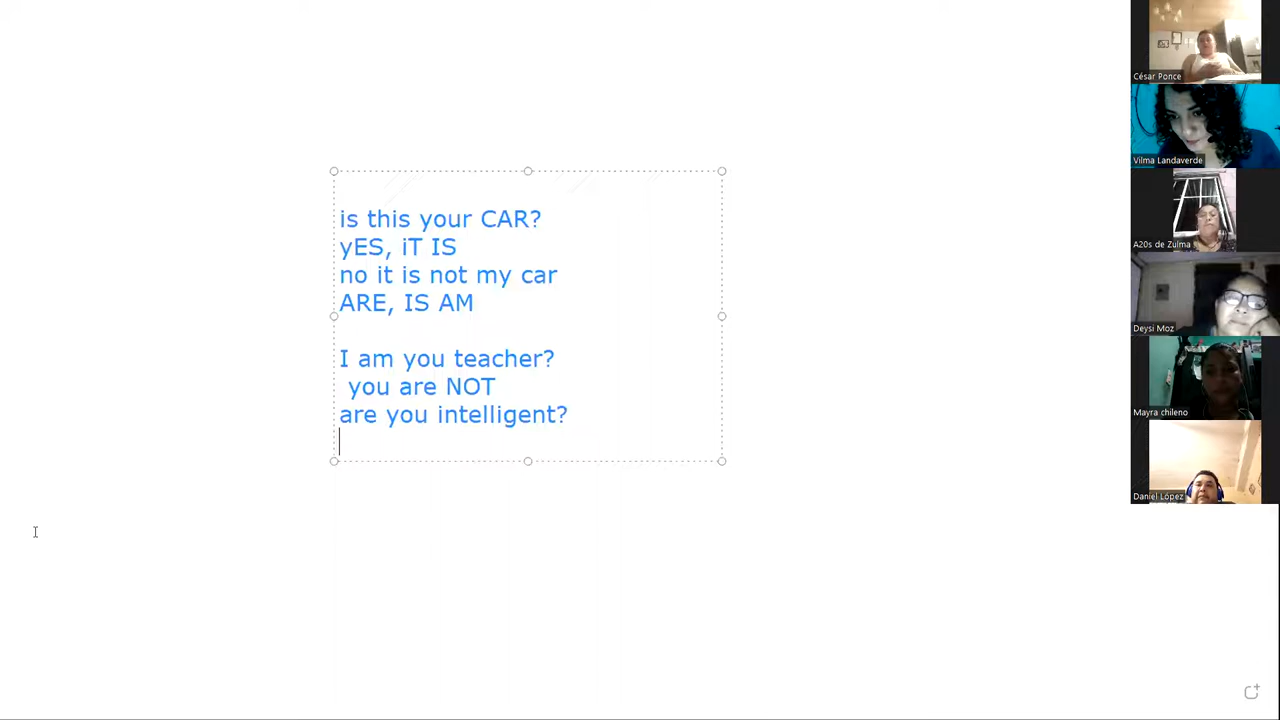 is this your CAR?
yES, iT IS
no it is not my car
ARE, IS AM
I am you teacher?
you are NOT
are you intelligent?
César Ponce
Vilma Landaverde
A20s de Zulma
Deysi Moz
Mayra chileno
Daniel López